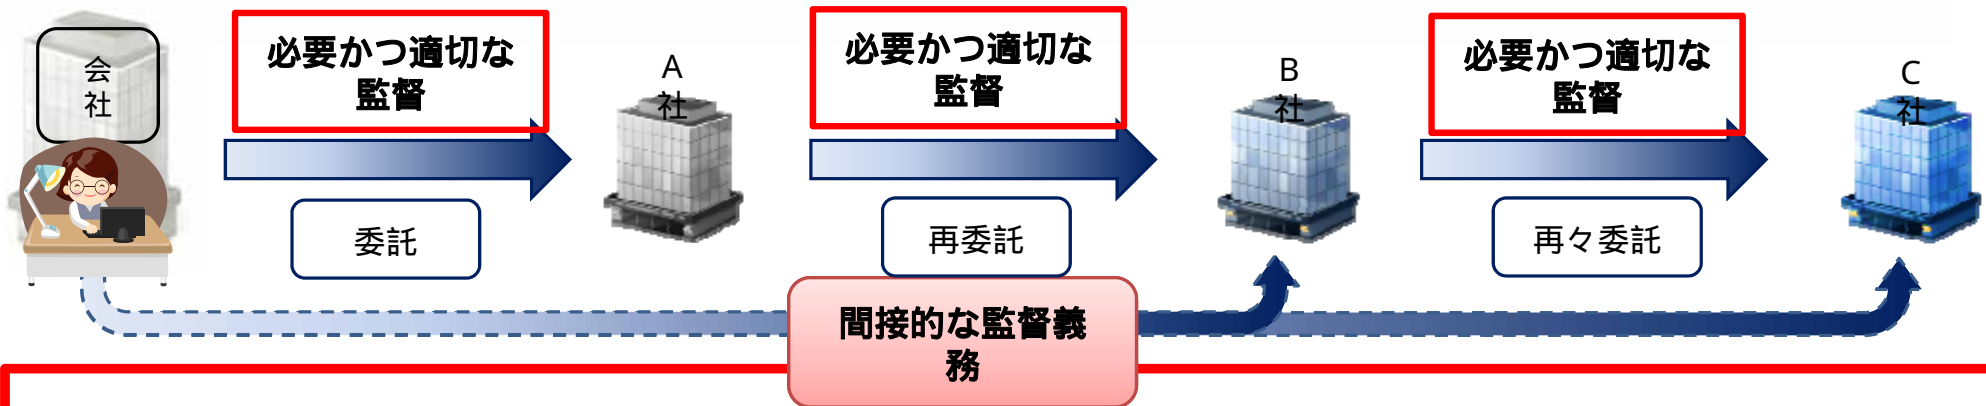 会
社
必要かつ適切な
監督
A
社
必要かつ適切な
監督
B
社
必要かつ適切な
監督
C
社
委託
再委託
再々委託
間接的な監督義
務